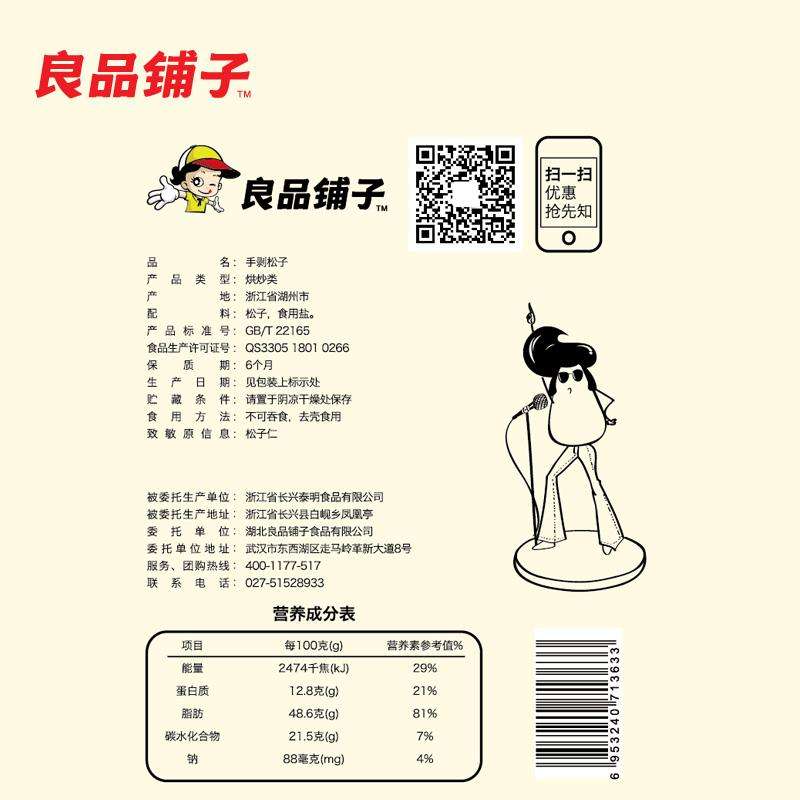 良品铺子TM
良品铺子TM
扫一扫
优惠
抢先知
品名：手剥松子
产品类型：烘炒类
产地：浙江省湖州市
配料：松子，食用盐。
产品标准号：GB/T 22165
食品生产许可证号：QS3305 1801 0266
保质期：6个月
生产日期：见包装上标示处
贮藏条件：请置于阴凉干燥处保存
食用方法：不可吞食，去壳食用
致敏原信息：松子仁
被委托生产单位：浙江省长兴泰明食品有限公司
被委托生产地址：浙江省长兴县白岘乡凤凰亭
委托单位：湖北良品铺子食品有限公司
委托单位地址：武汉市东西湖区走马岭革新大道8号
服务、团购热线：400-1177-517
联系电话：027-51528933
营养成分表
项目 每100克(g) 营养素参考值%
能量 2474千焦(kJ) 29%
蛋白质 12.8克(g) 21%
脂肪 48.6克(g) 81%
碳水化合物 21.5克(g) 7%
钠 88毫克(mg) 4%
6 953240 713633